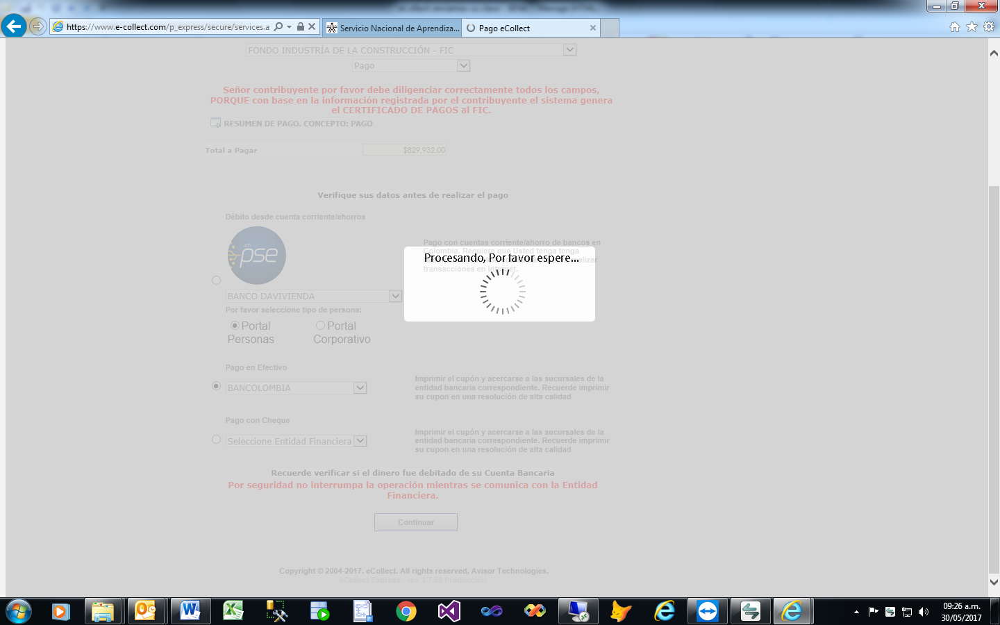 https://www.e-collect.com/p_express/secure/services.a
Servicio Nacional de Aprendiza...
Pago eCollect
FONDO INDUSTRÍA DE LA CONSTRUCCIÓN - FIC
Pago
Señor contribuyente por favor debe diligenciar correctamente todos los campos,
PORQUE con base en la información registrada por el contribuyente el sistema genera
el CERTIFICADO DE PAGOS al FIC.
RESUMEN DE PAGO. CONCEPTO: PAGO
Total a Pagar
$829,932.00
Verifique sus datos antes de realizar el pago
Débito desde cuenta corriente/ahorros
pse
Pago con cuentas corriente/ahorro de bancos en
Colombia. Requiere que Usted tenga tenga
alizar
transacciones en Internet.
Procesando, Por favor espere...
BANCO DAVIVIENDA
Por favor seleccione tipo de persona:
Portal
Personas
Portal
Corporativo
Pago en Efectivo
BANCOLOMBIA
Imprimir el cupón y acercarse a las sucursales de la
entidad bancaria correspondiente. Recuerde imprimir
su cupon en una resolución de alta calidad
Pago con Cheque
Seleccione Entidad Financiera
Imprimir el cupón y acercarse a las sucursales de la
entidad bancaria correspondiente. Recuerde imprimir
su cupon en una resolución de alta calidad
Recuerde verificar si el dinero fue debitado de su Cuenta Bancaria
Por seguridad no interrumpa la operación mientras se comunica con la Entidad
Financiera.
Continuar
Copyright © 2004-2017. eCollect. All rights reserved, Avisor Technologies.
eCollect Express - rev 3.7.59 Producción
09:26 a.m.
30/05/2017